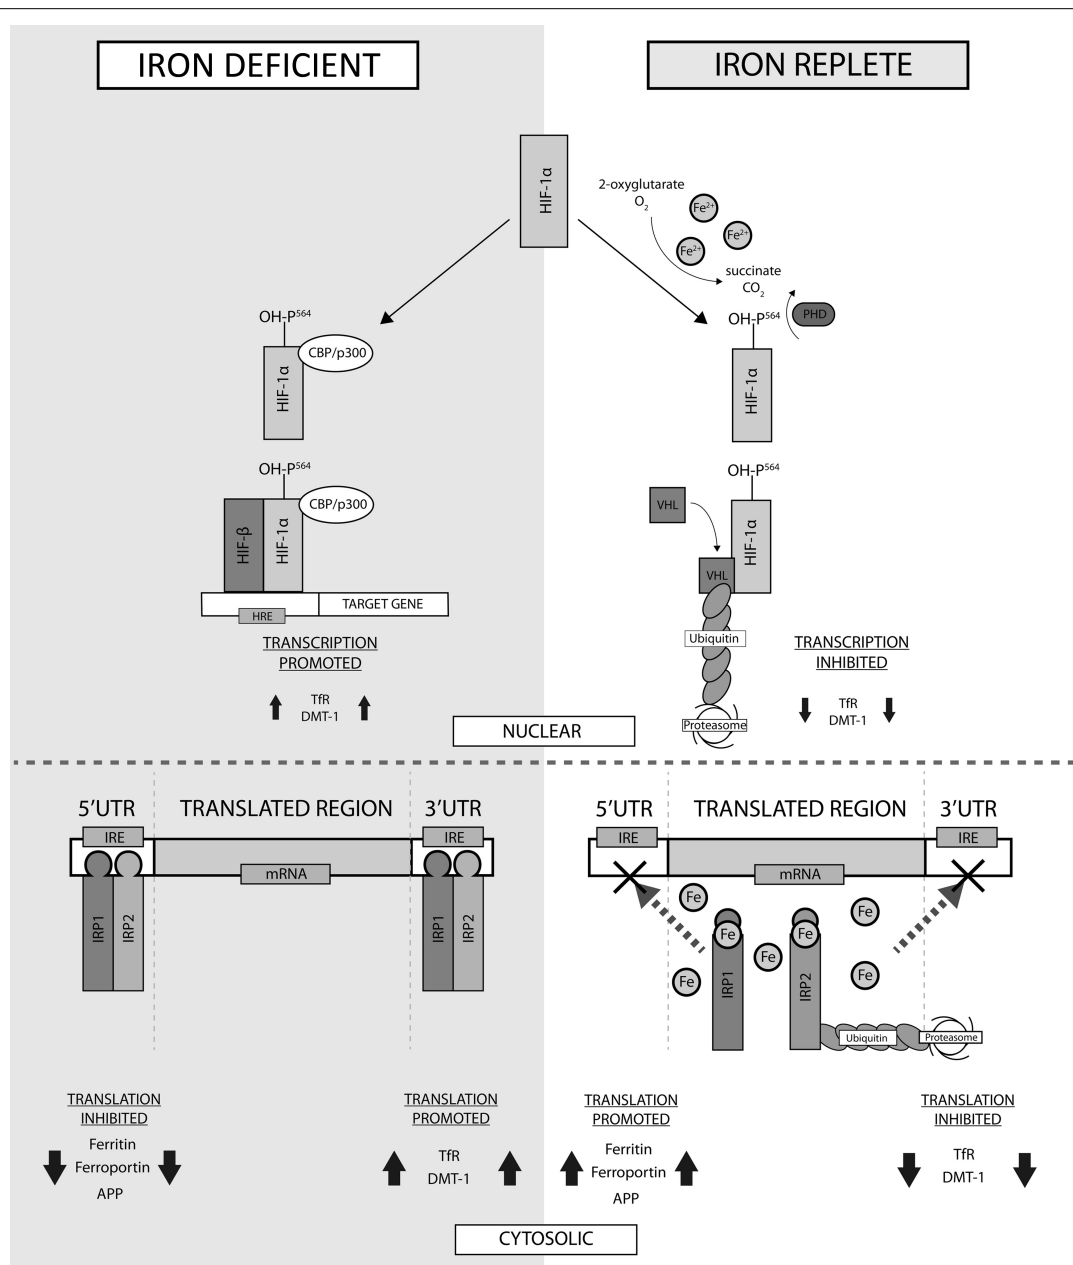 IRON DEFICIENT
IRON REPLETE
HIF-1α
2-oxyglutarate
O2
Fe2+
Fe2+
Fe2+
succinate
CO2
OH-P564
CBP/p300
HIF-1α
OH-P564
PHD
HIF-1α
OH-P564
CBP/p300
HIF-β
HIF-1α
TARGET GENE
HRE
TRANSCRIPTION
PROMOTED
TfR
DMT-1
OH-P564
VHL
HIF-1α
VHL
Ubiquitin
Proteasome
TRANSCRIPTION
INHIBITED
TfR
DMT-1
NUCLEAR
5'UTR
TRANSLATED REGION
3'UTR
IRE
IRE
mRNA
IRP1
IRP2
IRP1
IRP2
5'UTR
TRANSLATED REGION
3'UTR
IRE
IRE
mRNA
Fe
Fe
Fe
Fe
Fe
Fe
Fe
IRP1
IRP2
Ubiquitin
Proteasome
TRANSLATION
INHIBITED
Ferritin
Ferroportin
APP
TRANSLATION
PROMOTED
TfR
DMT-1
TRANSLATION
PROMOTED
Ferritin
Ferroportin
APP
TRANSLATION
INHIBITED
TfR
DMT-1
CYTOSOLIC